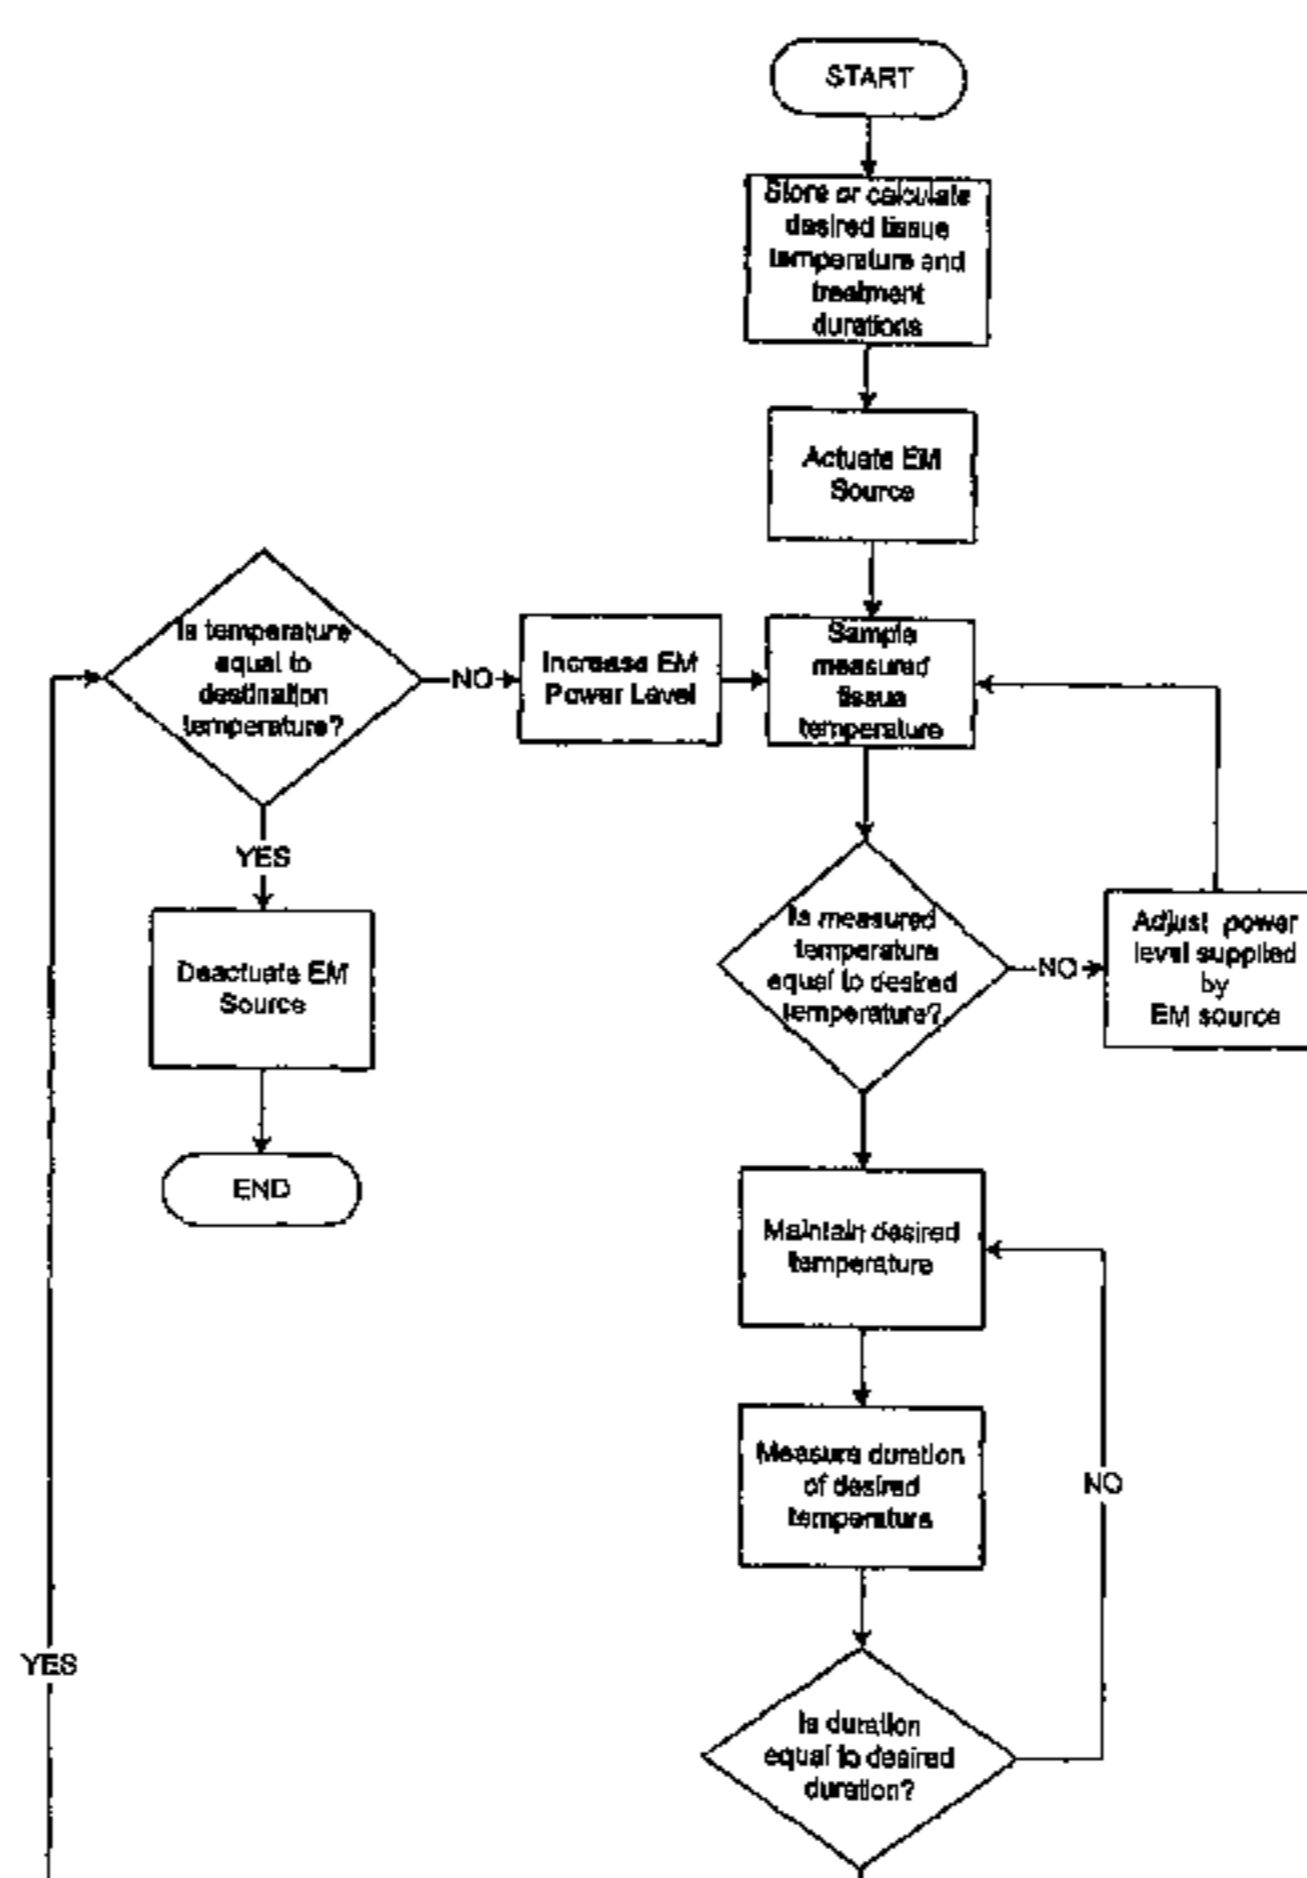 START
Store or calculate
desired tissue
temperature and
treatment
durations
Actuate EM
Source
Is temperature
equal to
destination
temperature?
NO
Increase EM
Power Level
Sample
measured
tissue
temperature
YES
Deactuate EM
Source
END
Is measured
temperature
equal to desired
temperature?
NO
Adjust power
level supplied
by
EM source
Maintain desired
temperature
Measure duration
of desired
temperature
NO
YES
Is duration
equal to desired
duration?